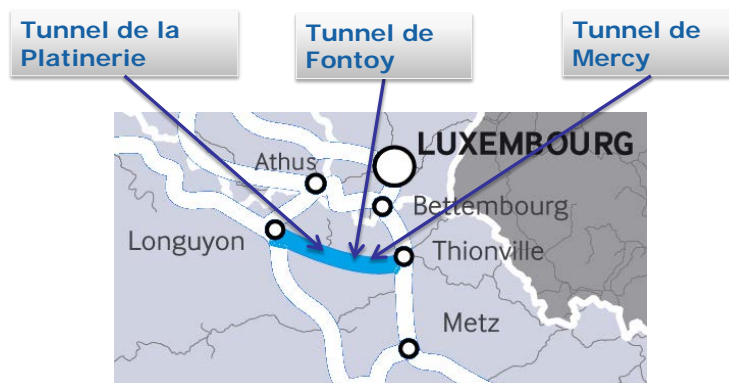 Tunnel de la
Platinerie
Tunnel de
Fontoy
Tunnel de
Mercy
LUXEMBOURG
Athus
Bettembourg
Longuyon
Thionville
Metz